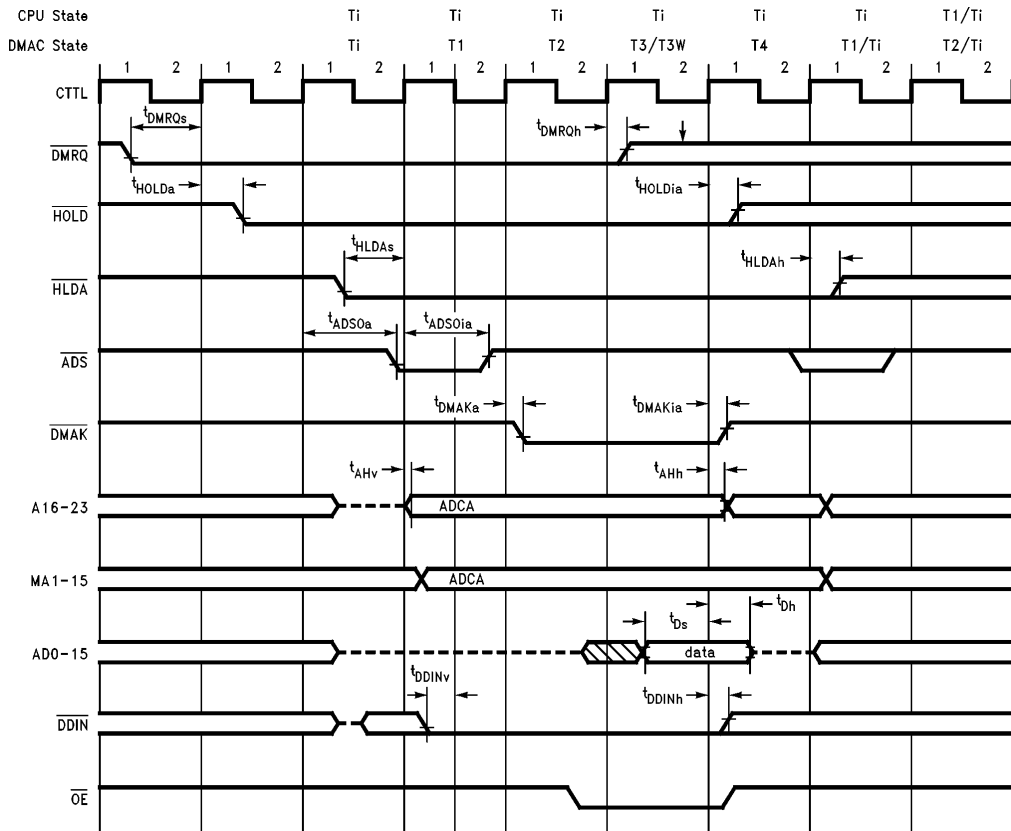 CPU State Ti Ti Ti Ti Ti Ti T1/Ti
DMAC State Ti T1 T2 T3/T3W T4 T1/Ti T2/Ti
1 2 1 2 1 2 1 2 1 2 1 2 1 2 1 2 1 2
CTTL
tDMRQs tDMRQh
DMRQ
tHOLDa tHOLDia
HOLD
tHLDAs tHLDAh
HLDA
tADSOa tADSOia
ADS
tDMAKa tDMAKia
DMAK
tAHv tAHh
A16-23 ADCA
MA1-15 ADCA
tDs tDh
AD0-15 data
tDDINv tDDINh
DDIN
OE